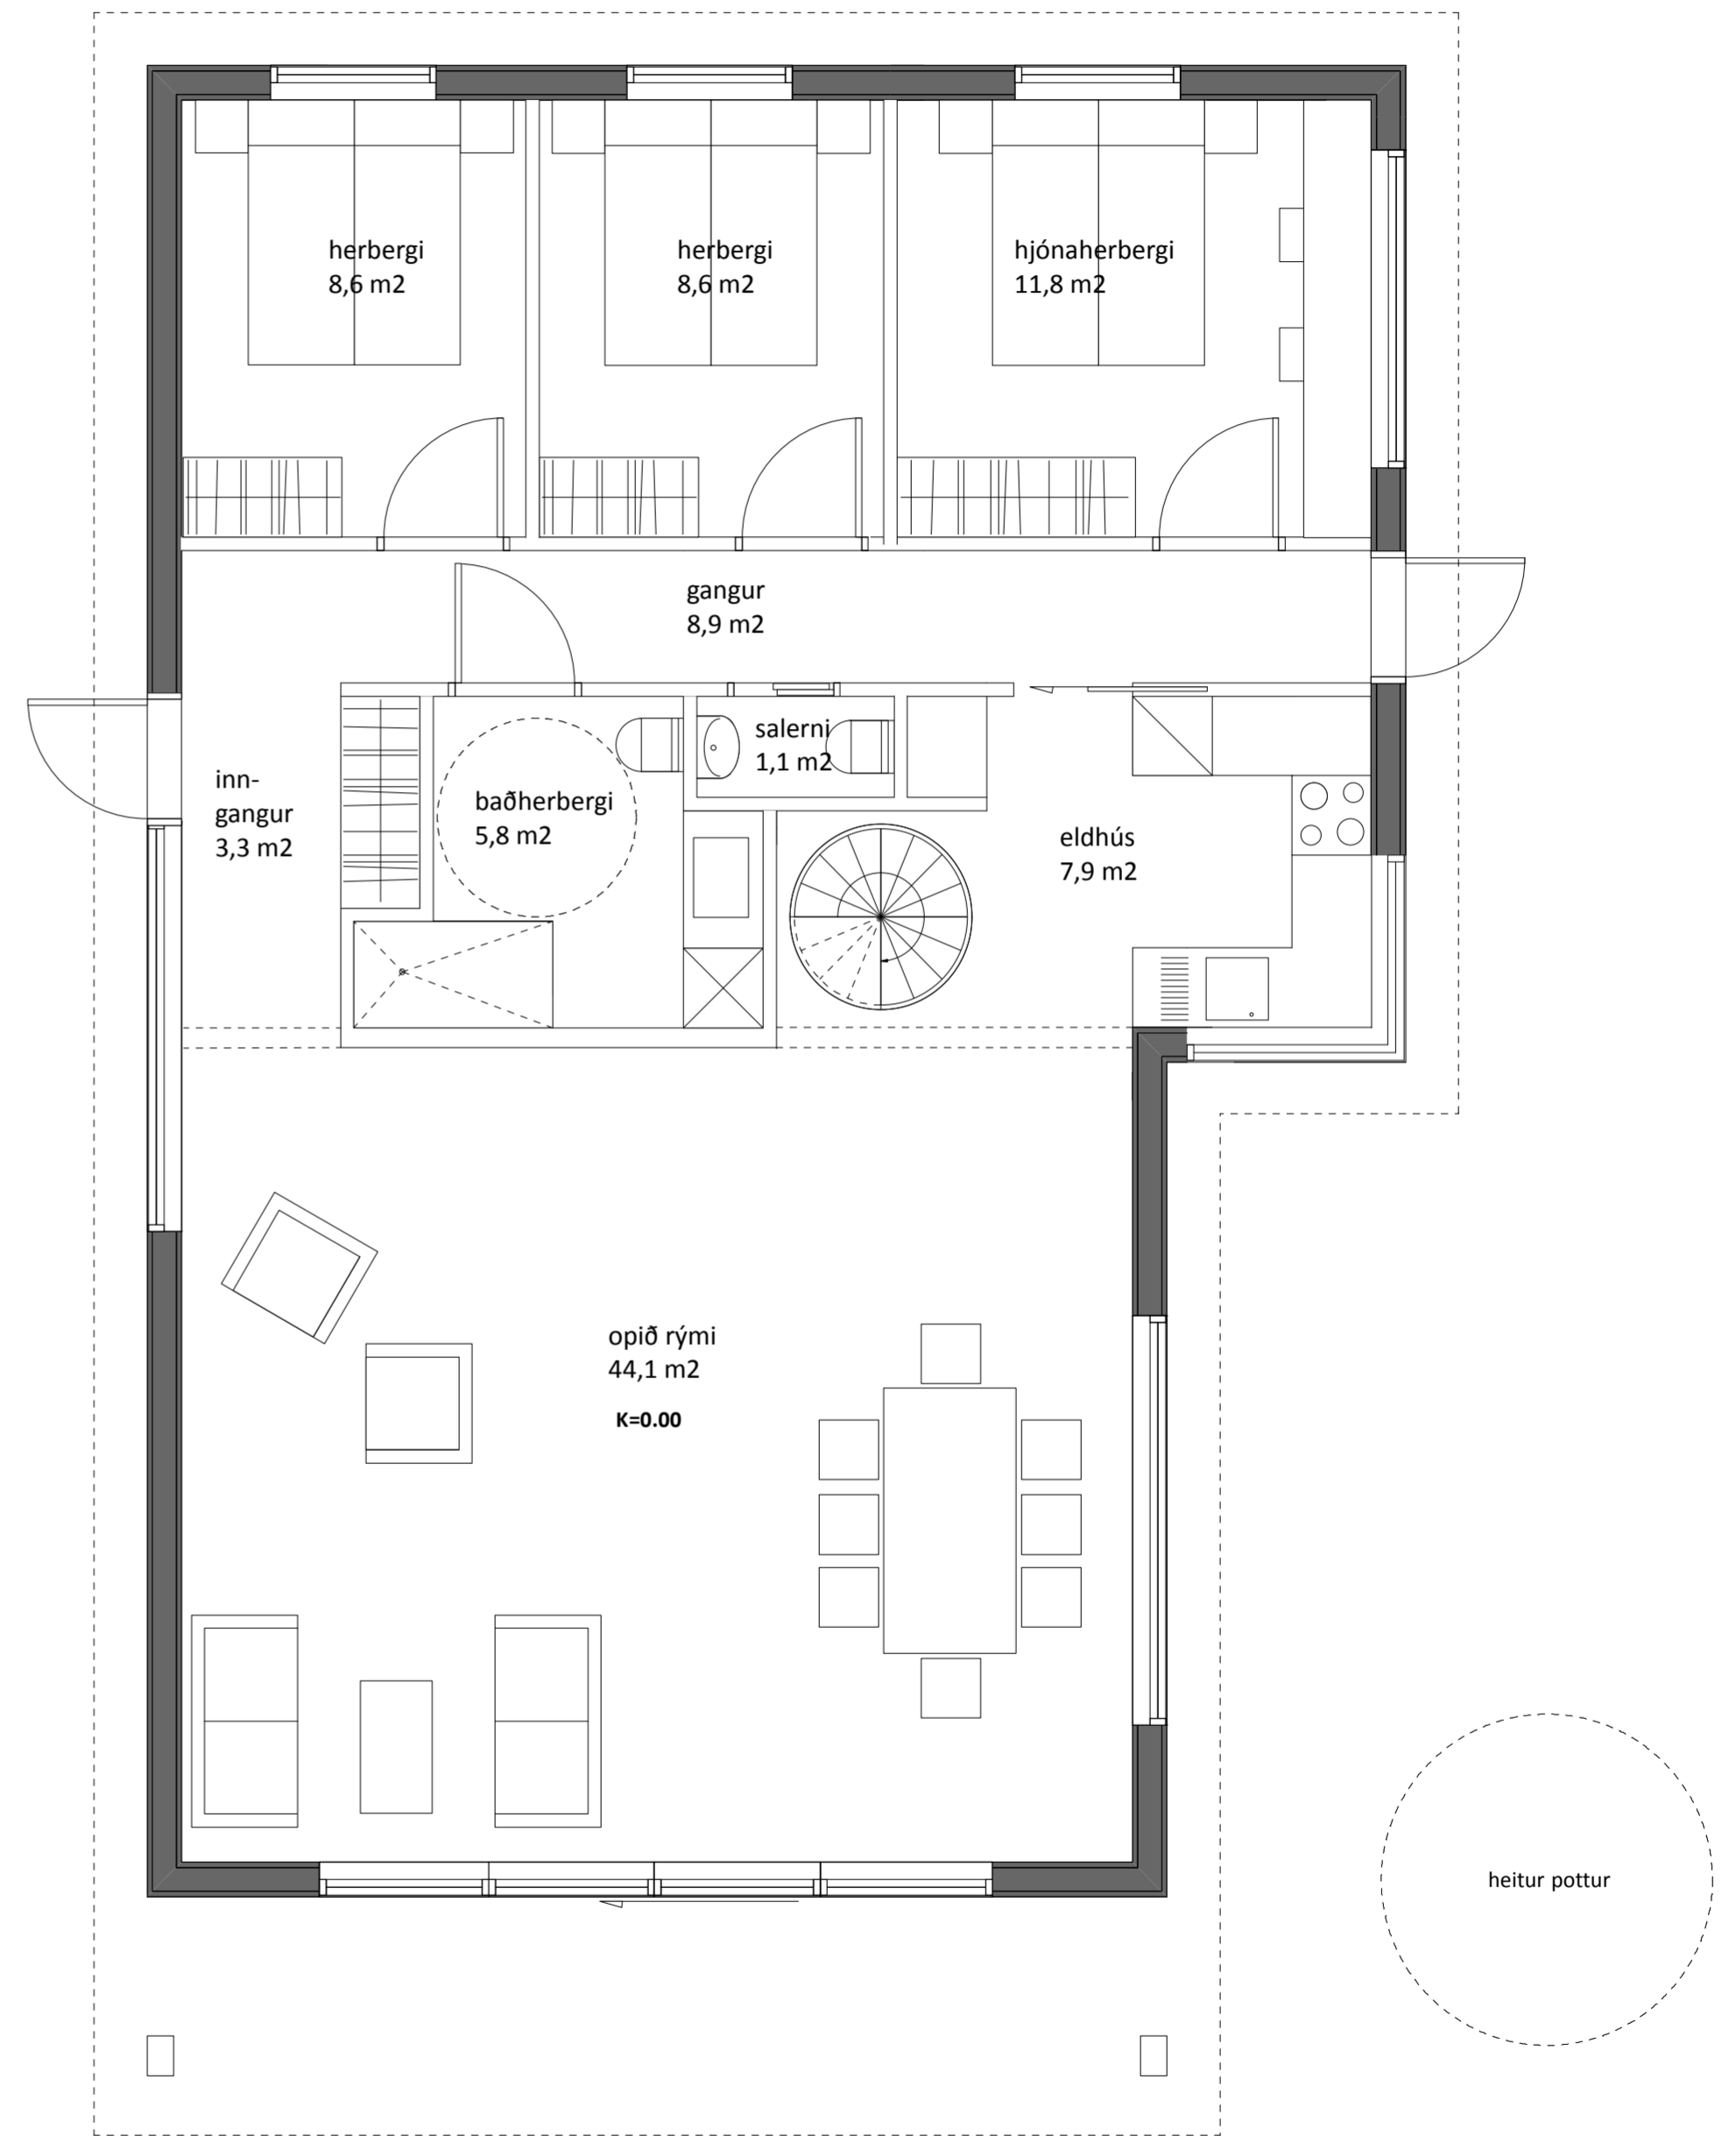 herbergi
8,6 m2
herbergi
8,6 m2
hjónaherbergi
11,8 m2
gangur
8,9 m2
salerni
1,1 m2
inn-
gangur
3,3 m2
baðherbergi
5,8 m2
eldhús
7,9 m2
opið rými
44,1 m2
K=0.00
heitur pottur